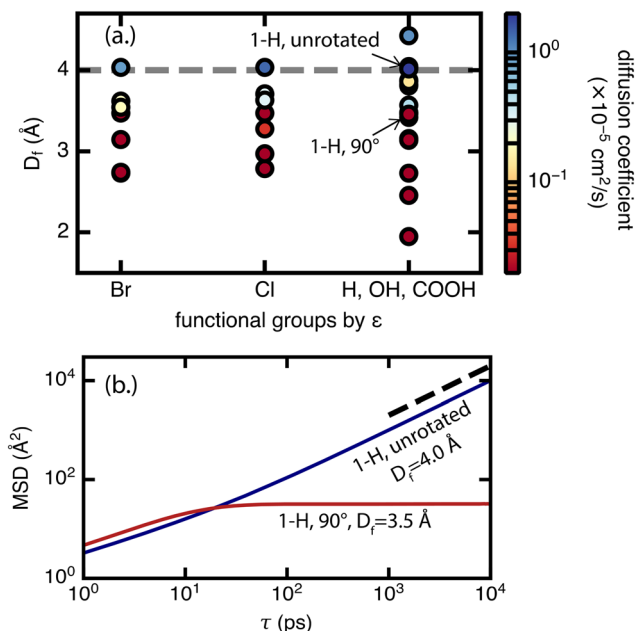 (a.)
1-H, unrotated
1-H, 90°
4
3
2
D_f (Å)
Br
Cl
H, OH, COOH
functional groups by ε
10⁰
10⁻¹
diffusion coefficient
(×10⁻⁵ cm²/s)
(b.)
10⁴
10²
10⁰
MSD (Å²)
1-H, unrotated
D_f=4.0 Å
1-H, 90°, D_f=3.5 Å
10⁰
10¹
10²
10³
10⁴
τ (ps)